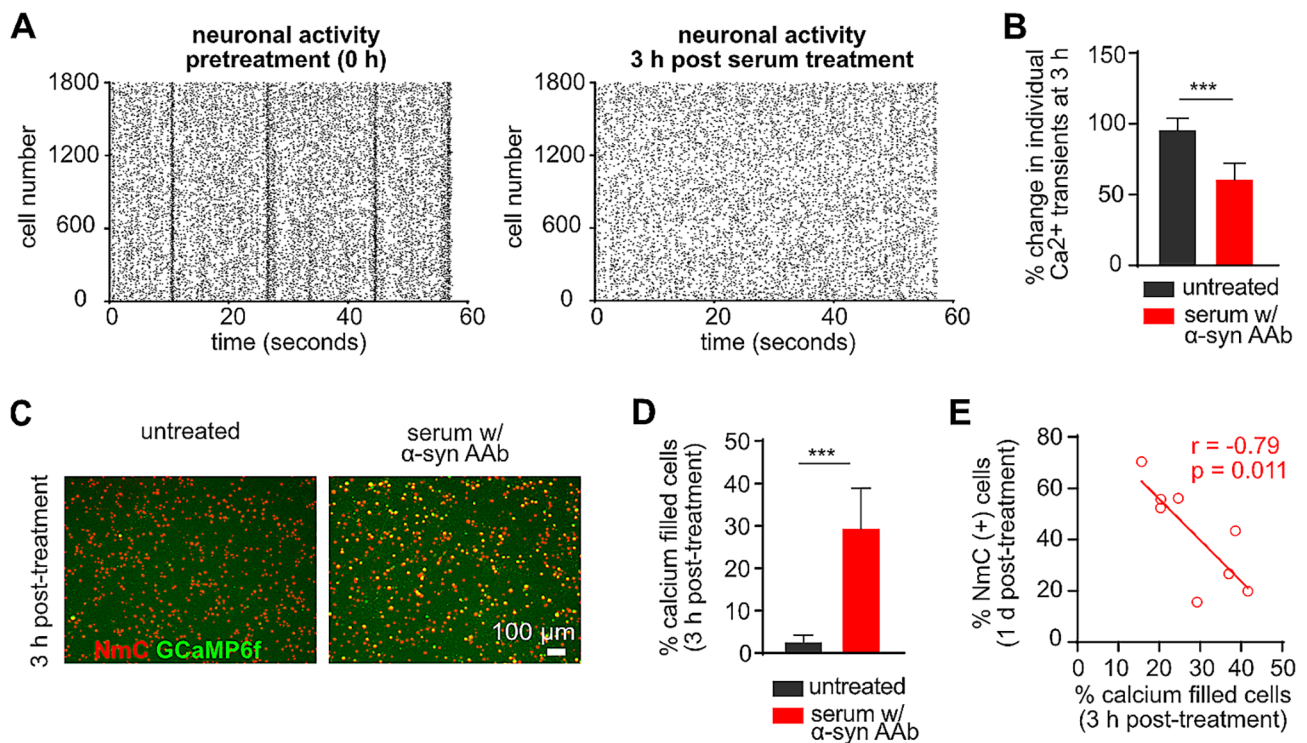 A
neuronal activity
pretreatment (0 h)
cell number
1800
1200
600
0
0
20
40
60
time (seconds)
neuronal activity
3 h post serum treatment
cell number
1800
1200
600
0
0
20
40
60
time (seconds)
B
% change in individual
Ca2+ transients at 3 h
150
100
50
0
***
untreated
serum w/
α-syn AAb
C
untreated
serum w/
α-syn AAb
3 h post-treatment
NmC GCaMP6f
100 µm
D
% calcium filled cells
(3 h post-treatment)
50
40
30
20
10
0
***
untreated
serum w/
α-syn AAb
E
% NmC (+) cells
(1 d post-treatment)
80
60
40
20
0
r = -0.79
p = 0.011
0
10
20
30
40
50
% calcium filled cells
(3 h post-treatment)